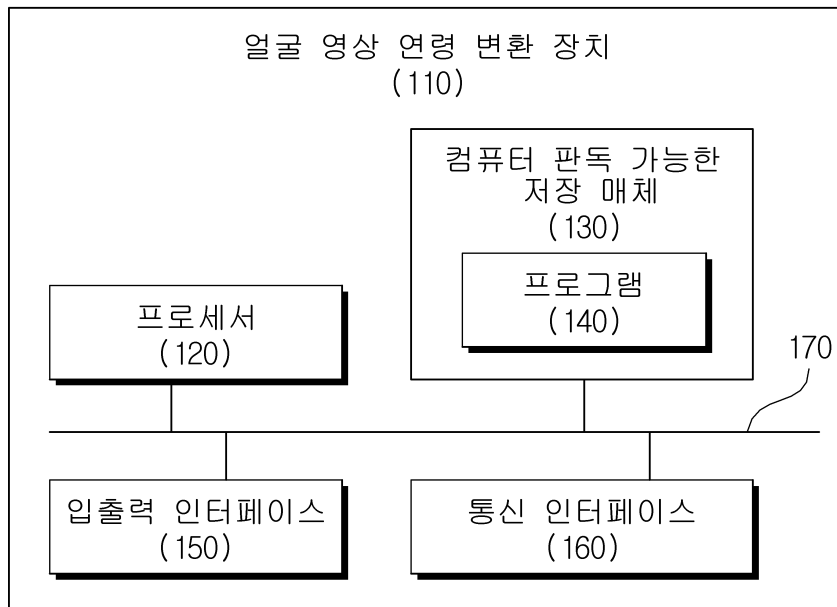 얼굴 영상 연령 변환 장치
(110)
컴퓨터 판독 가능한
저장 매체
(130)
프로그램
(140)
프로세서
(120)
170
입출력 인터페이스
(150)
통신 인터페이스
(160)